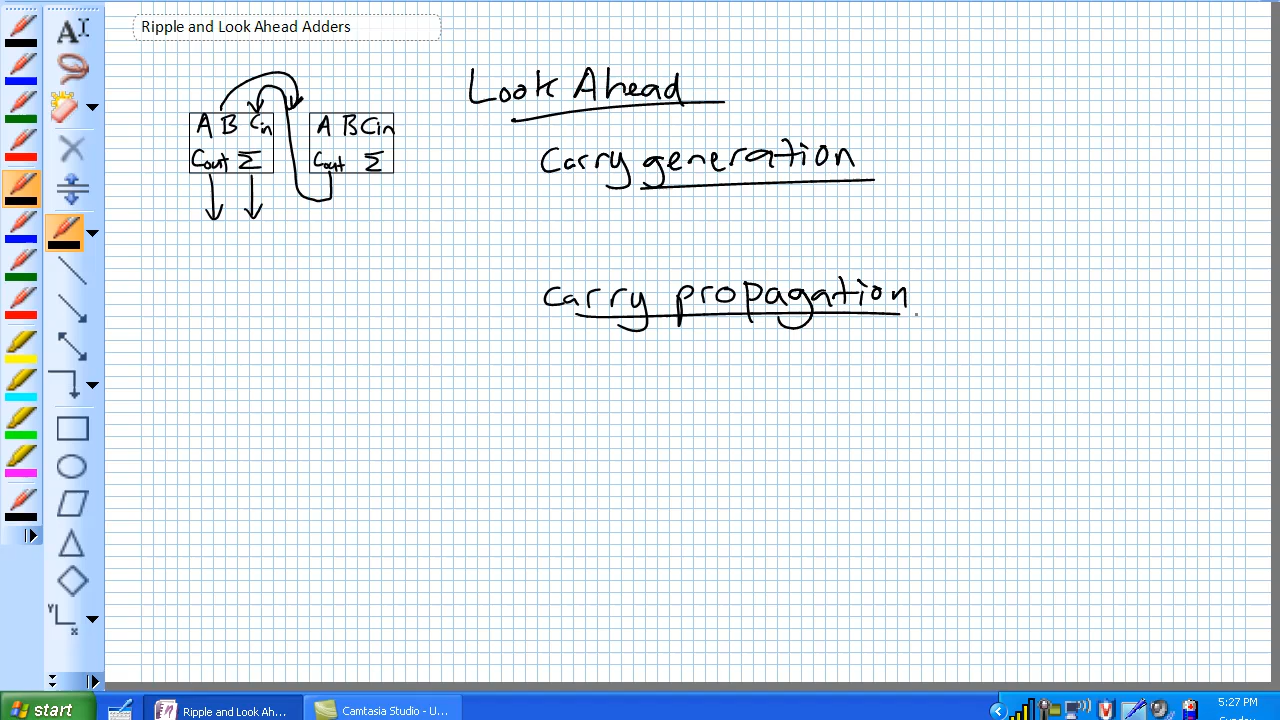 Ripple and Look Ahead Adders
Look Ahead
A B Cin
Cout Σ
A B Cin
Cout Σ
Carry generation
Carry propagation
start
Ripple and Look Ah...
Camtasia Studio - U...
5:27 PM
Sunday